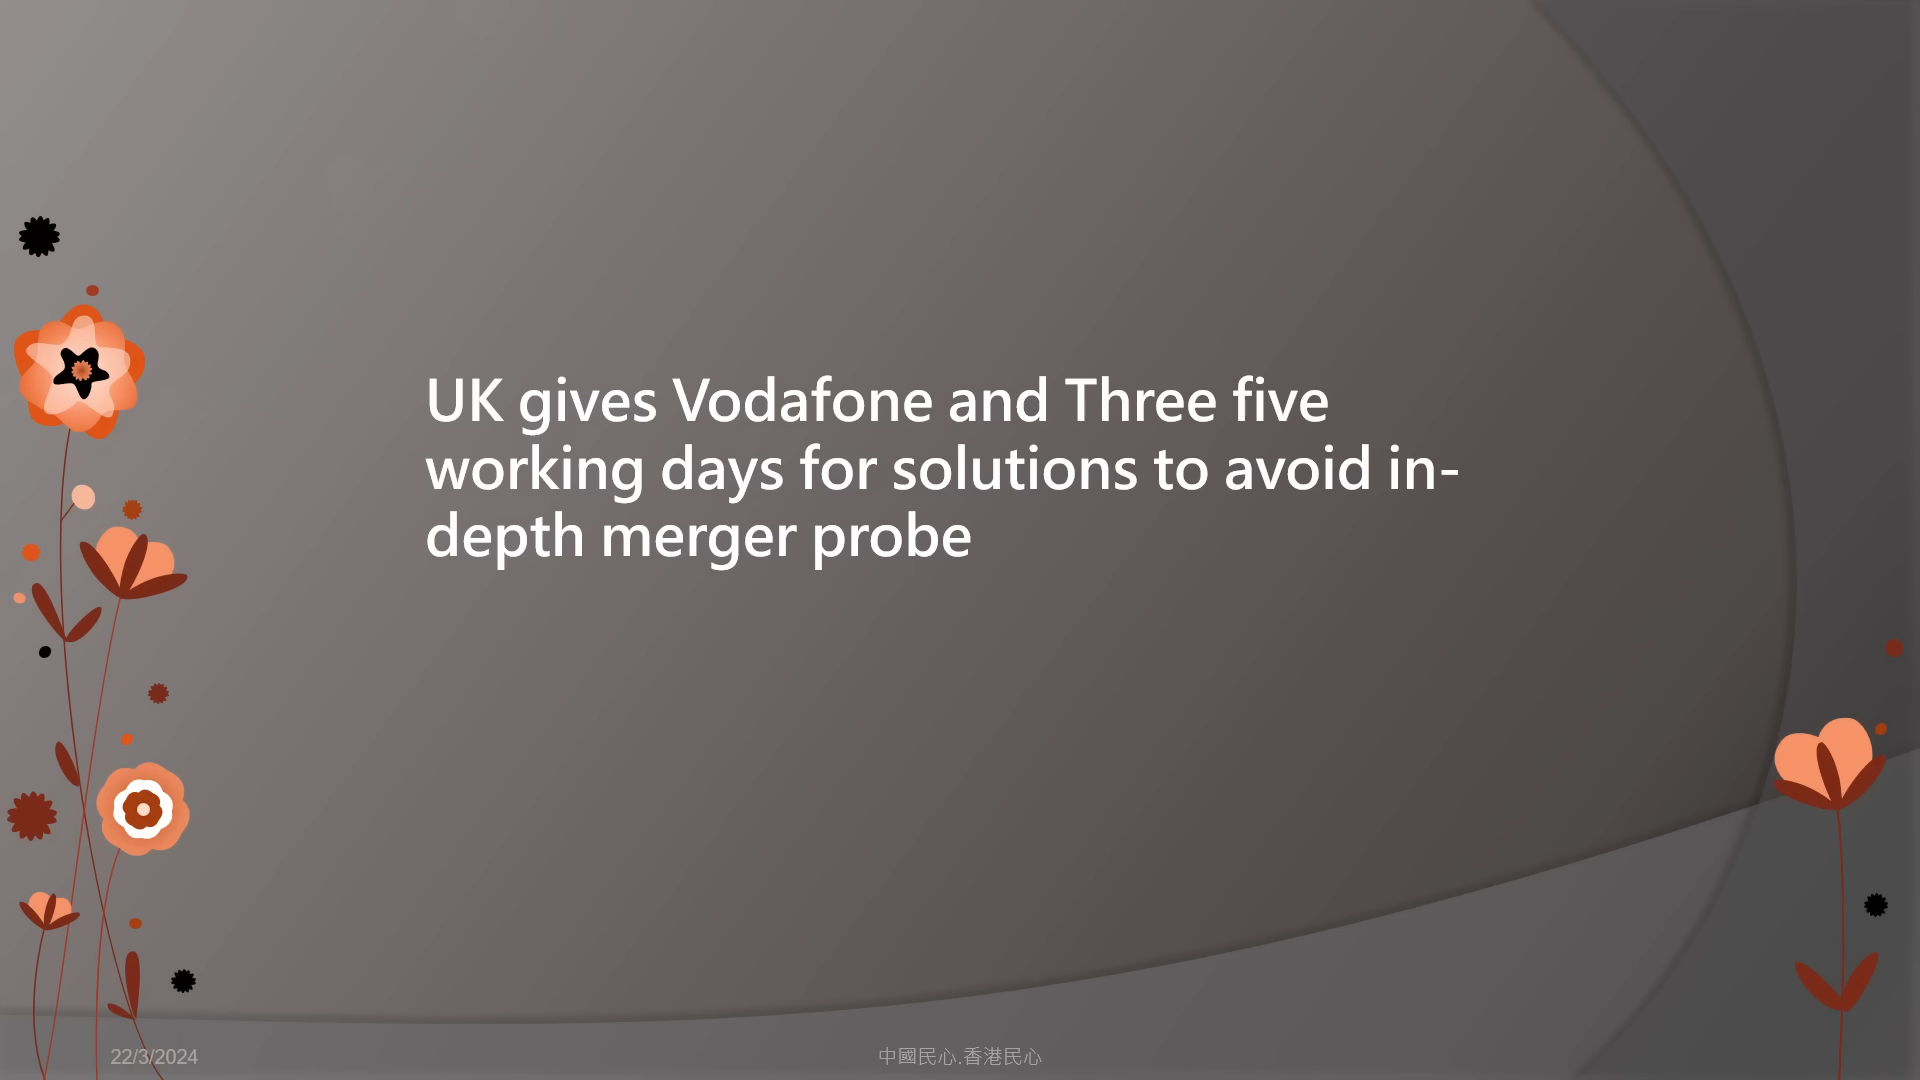 UK gives Vodafone and Three five
working days for solutions to avoid in-
depth merger probe
22/3/2024
中國民心.香港民心